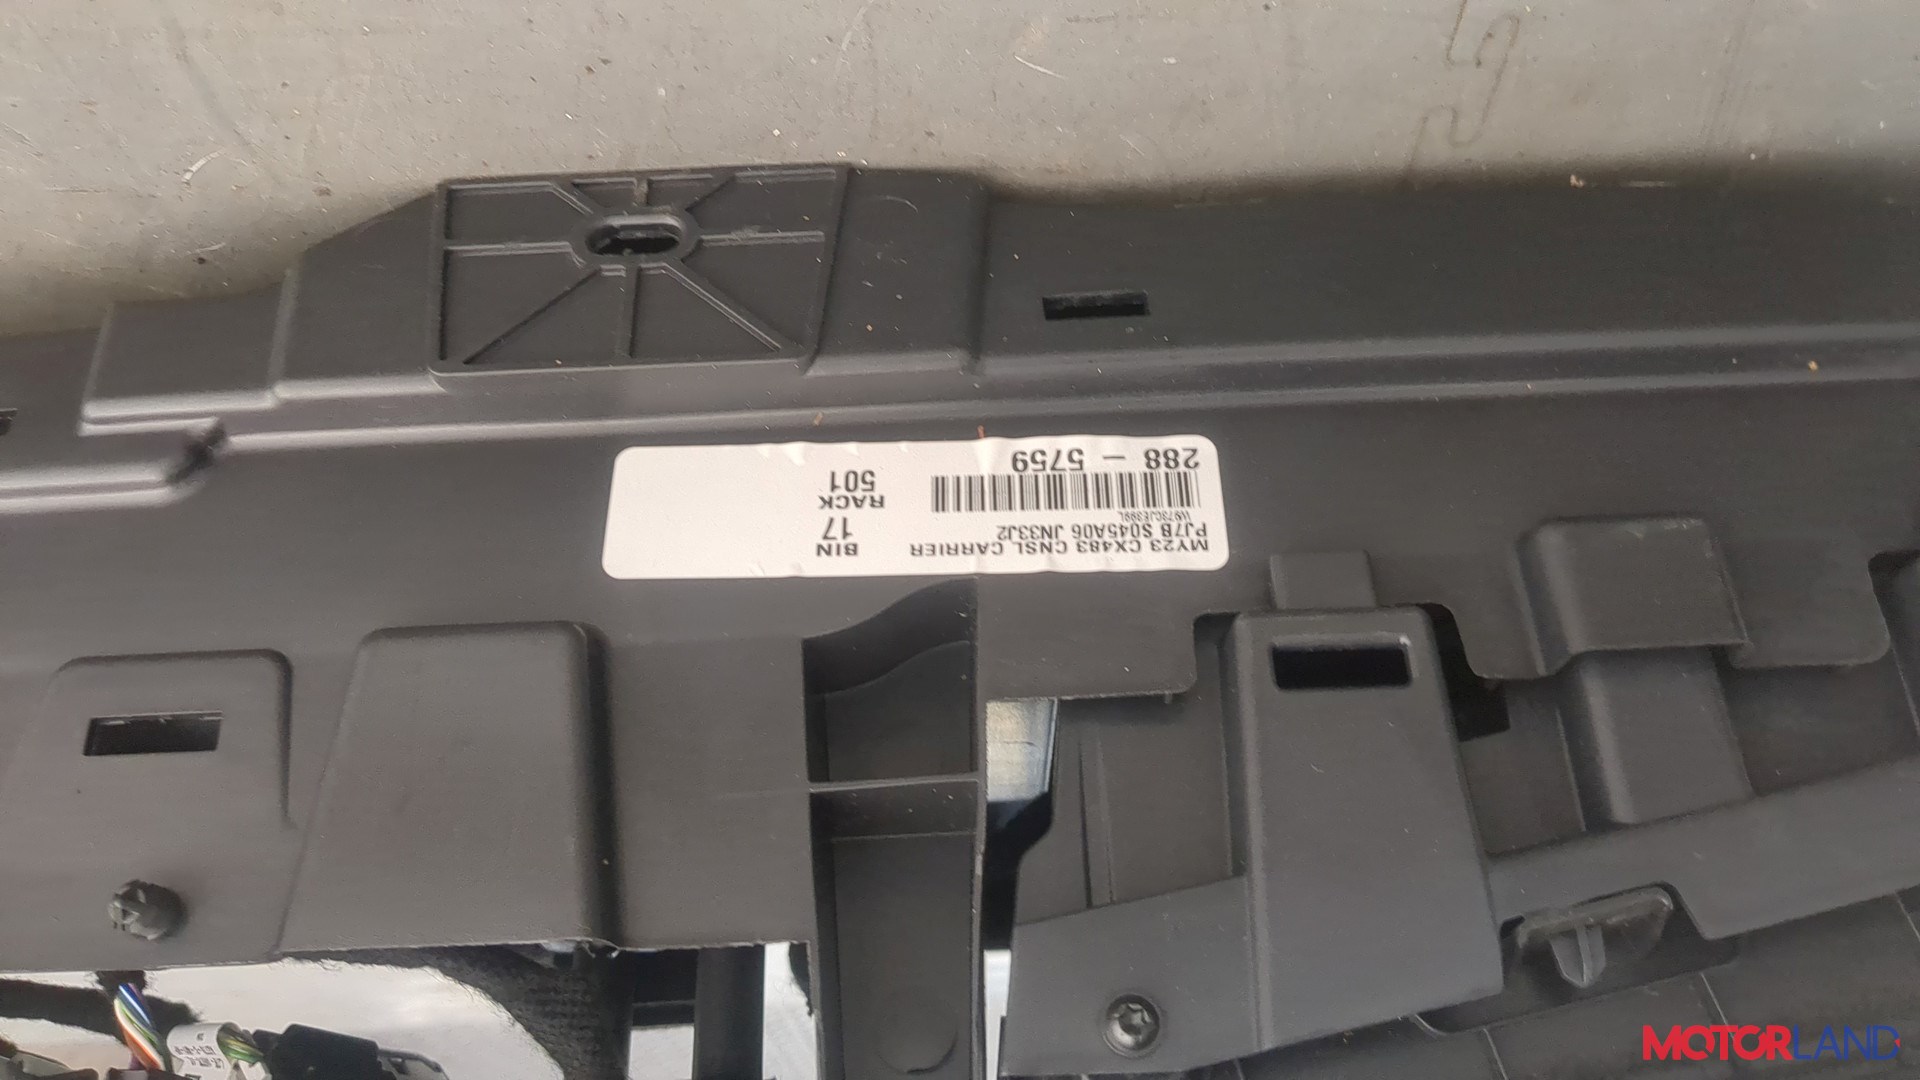 MY23 CX483 CNSL CARRIER
PJ7B S045A06 JN33J2
288 - 5759
BIN
17
RACK
501
MOTORLAND